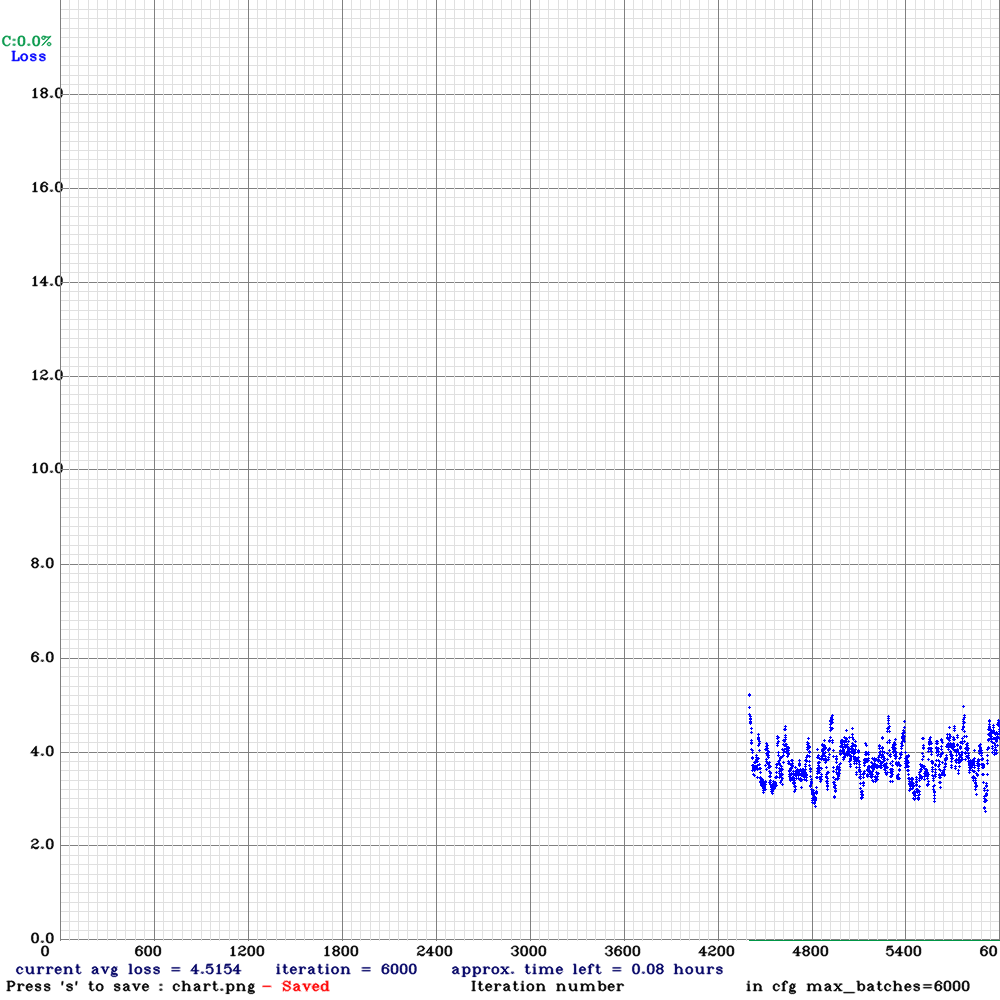 C:0.0%
Loss
18.0
16.0
14.0
12.0
10.0
8.0
6.0
4.0
2.0
0.0
0 600 1200 1800 2400 3000 3600 4200 4800 5400 60
current avg loss = 4.5154 iteration = 6000 approx. time left = 0.08 hours
Press 's' to save : chart.png - Saved Iteration number in cfg max_batches=6000